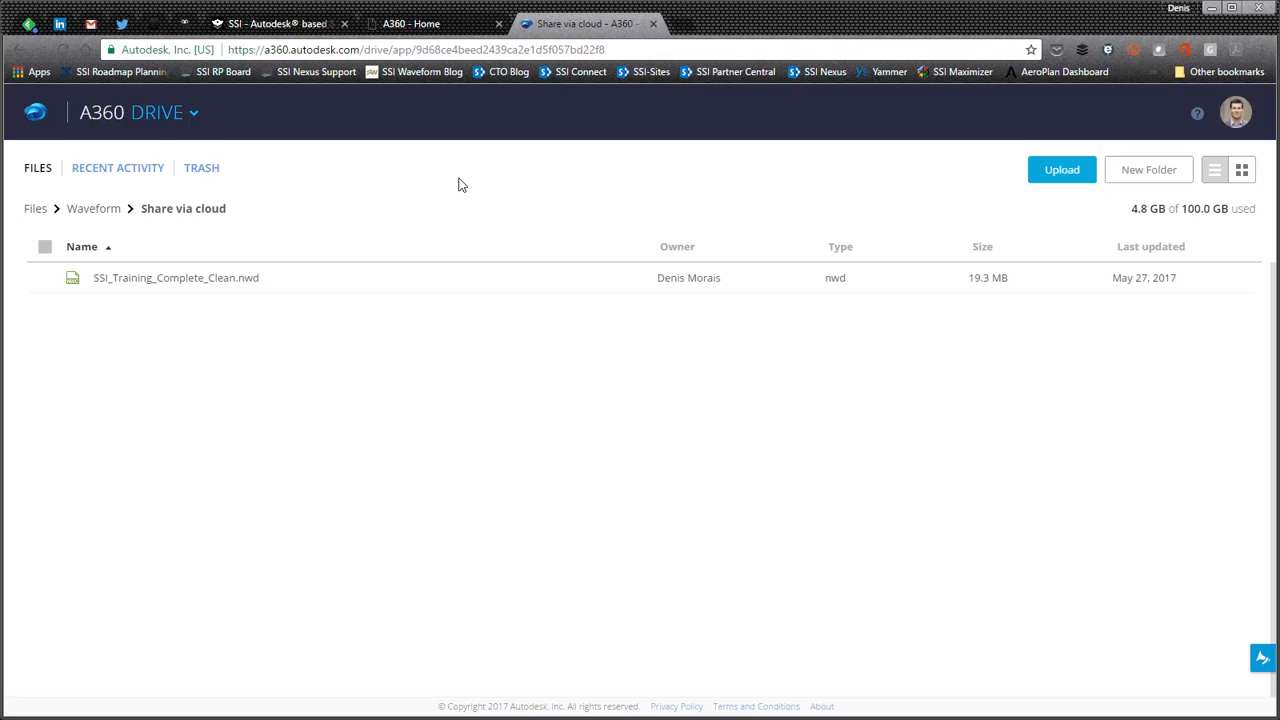 Denis
SSI - Autodesk® based
A360 - Home
Share via cloud - A360 -
Autodesk, Inc. [US]
https://a360.autodesk.com/drive/app/9d68ce4beed2439ca2e1d5f057bd22f8
Apps
SSI Roadmap Planning
SSI RP Board
SSI Nexus Support
SSI Waveform Blog
CTO Blog
SSI Connect
SSI-Sites
SSI Partner Central
SSI Nexus
Yammer
SSI Maximizer
AeroPlan Dashboard
Other bookmarks
A360 DRIVE
FILES
RECENT ACTIVITY
TRASH
Upload
New Folder
Files > Waveform > Share via cloud
4.8 GB of 100.0 GB used
Name
Owner
Type
Size
Last updated
SSI_Training_Complete_Clean.nwd
Denis Morais
nwd
19.3 MB
May 27, 2017
© Copyright 2017 Autodesk, Inc. All rights reserved.
Privacy Policy
Terms and Conditions
About